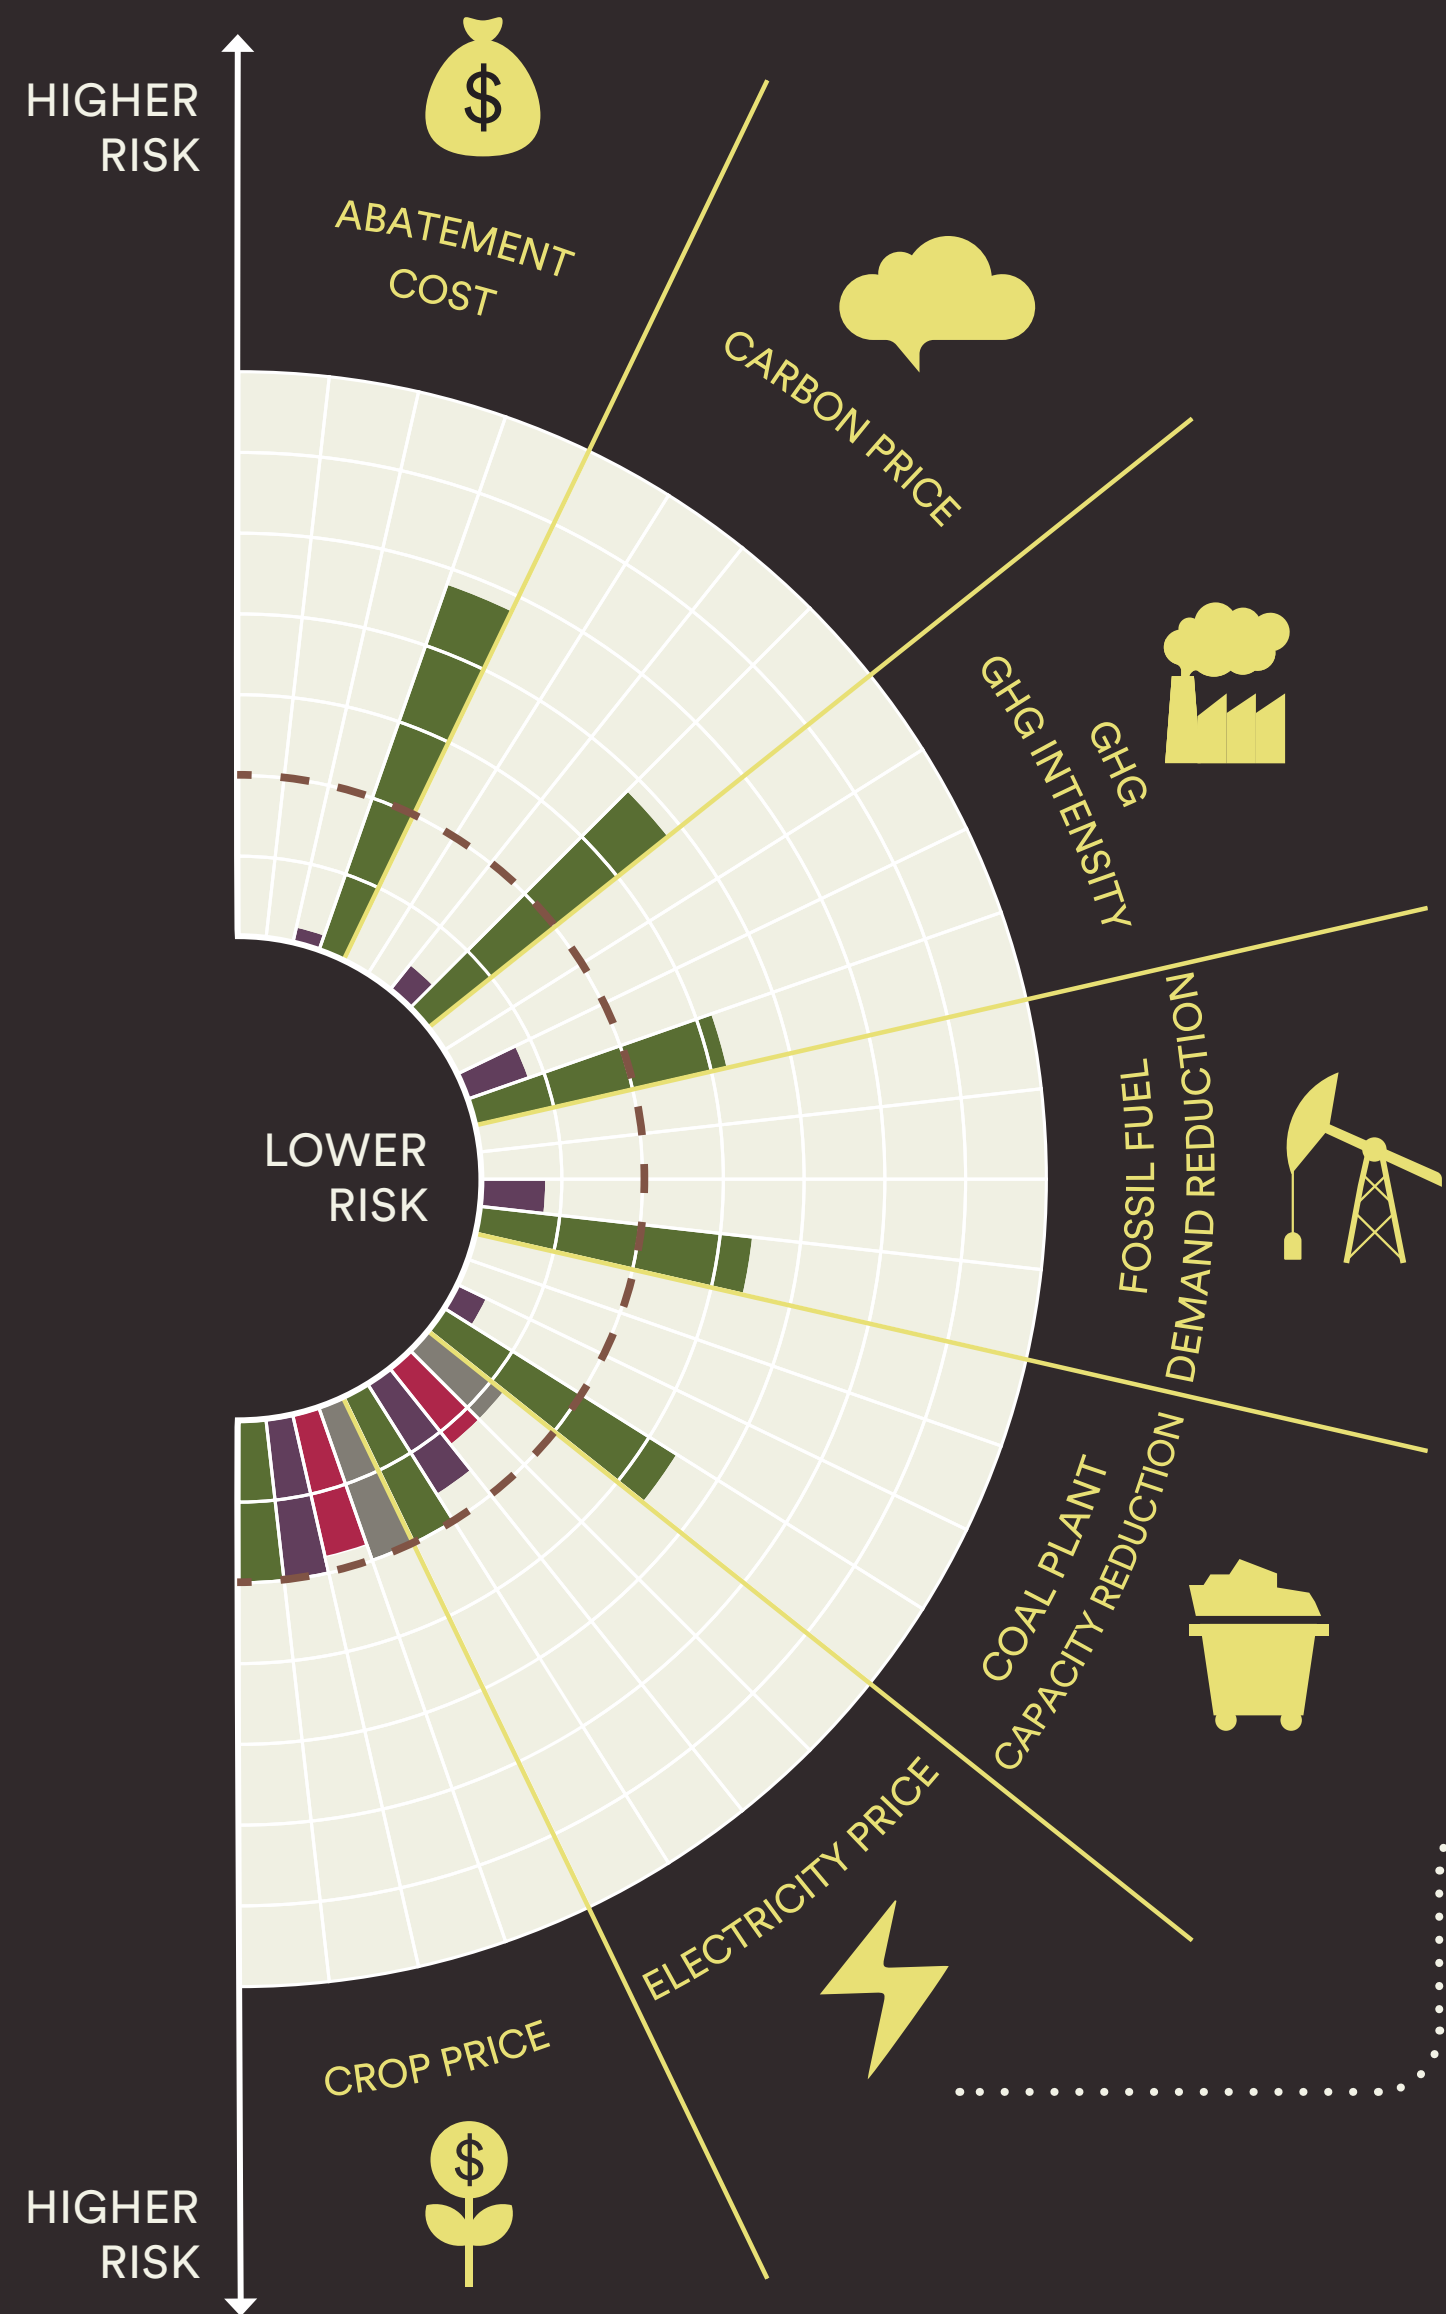 HIGHER
RISK
$
ABATEMENT
COST
CARBON PRICE
GHG
GHG INTENSITY
LOWER
RISK
FOSSIL FUEL
DEMAND REDUCTION
COAL PLANT
CAPACITY REDUCTION
ELECTRICITY PRICE
CROP PRICE
$
HIGHER
RISK